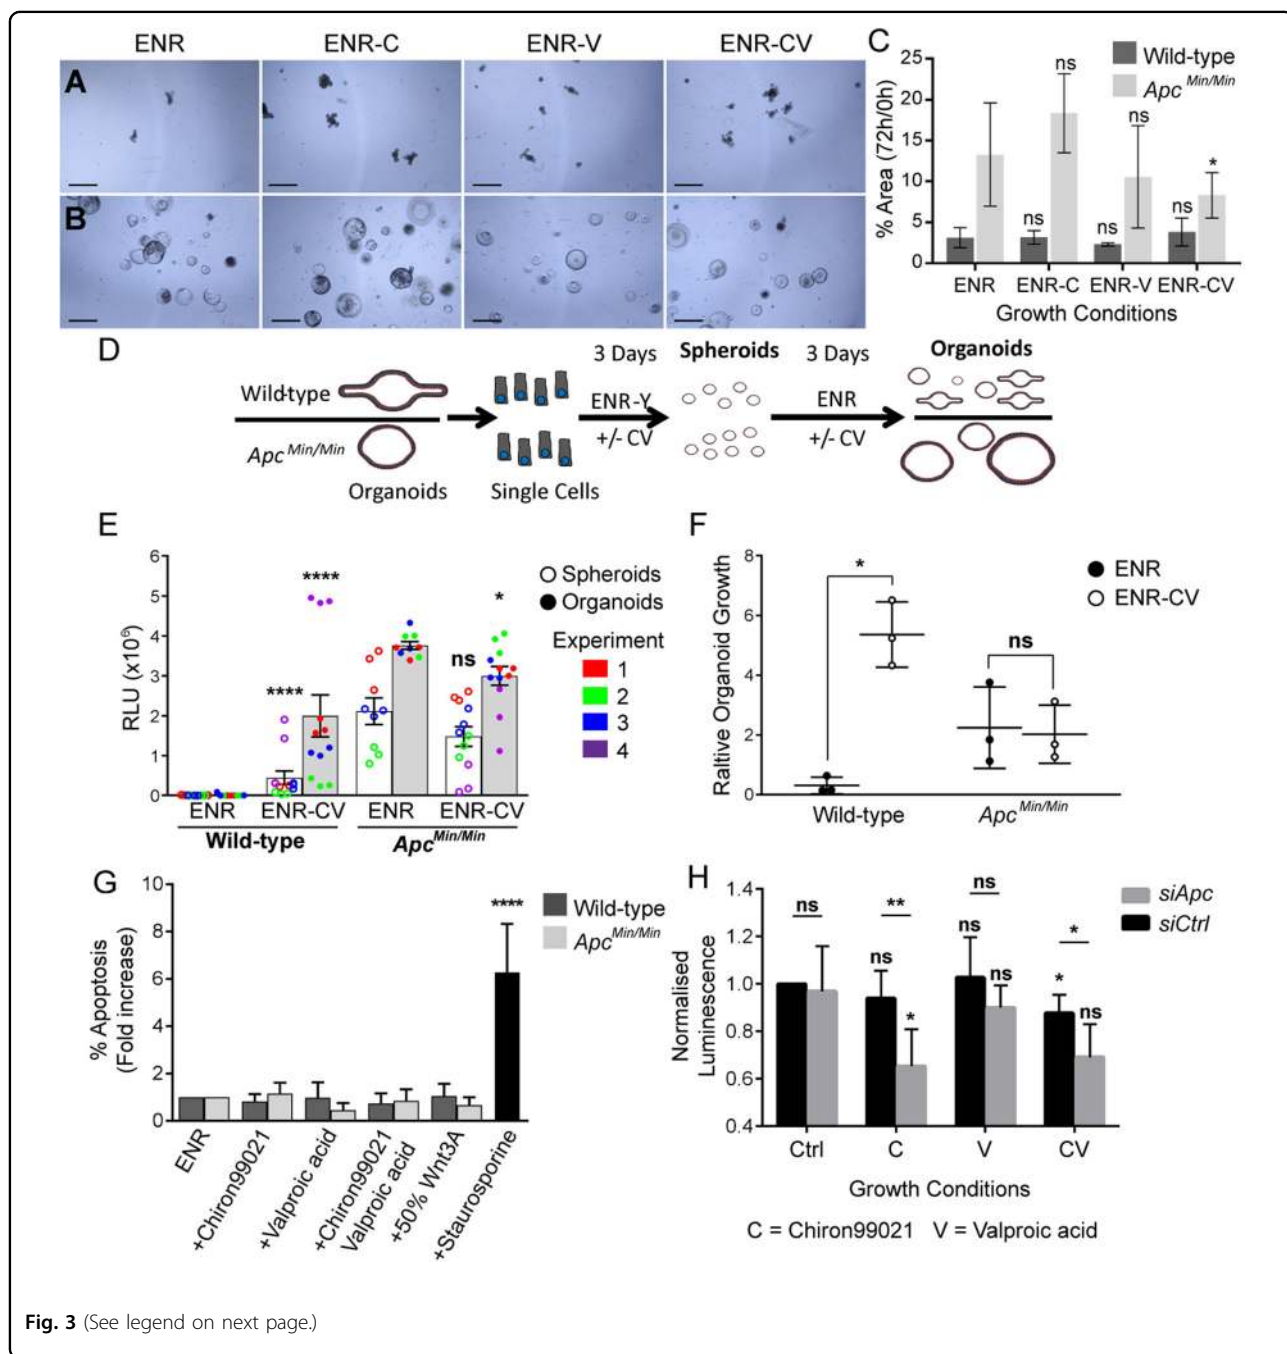 ENR ENR-C ENR-V ENR-CV
A
B
C
Wild-type
Apc Min/Min
% Area (72h/0h)
25
20
15
10
5
0
ns
ns
ns
ns
ns
*
ENR ENR-C ENR-V ENR-CV
Growth Conditions
D
Wild-type
Apc Min/Min
Organoids
Single Cells
3 Days
ENR-Y
+/- CV
Spheroids
3 Days
ENR
+/- CV
Organoids
E
RLU (x10⁶)
6
5
4
3
2
1
0
****
****
ns
*
Spheroids
Organoids
Experiment
1
2
3
4
ENR ENR-CV ENR ENR-CV
Wild-type Apc Min/Min
F
Raltive Organoid Growth
8
6
4
2
0
*
ns
ENR
ENR-CV
Wild-type Apc Min/Min
G
% Apoptosis
(Fold increase)
10
8
6
4
2
0
****
Wild-type
Apc Min/Min
ENR
+Chiron99021
+Valproic acid
+Chiron99021
Valproic acid
+50% Wnt3A
+Staurosporine
H
Normalised
Luminescence
1.4
1.2
1.0
0.8
0.6
0.4
ns
**
ns
*
ns
*
ns
ns
*
ns
siApc
siCtrl
Ctrl C V CV
Growth Conditions
C = Chiron99021 V = Valproic acid
Fig. 3 (See legend on next page.)